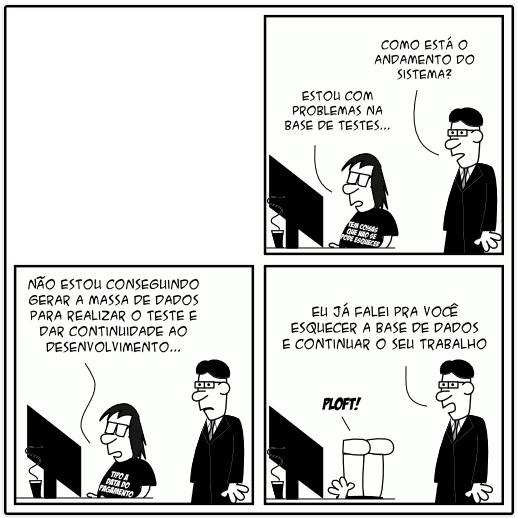 COMO ESTÁ O
ANDAMENTO DO
SISTEMA?
ESTOU COM
PROBLEMAS NA
BASE DE TESTES...
TEM COISAS
QUE NÃO SE
PODE ESQUECER
NÃO ESTOU CONSEGUINDO
GERAR A MASSA DE DADOS
PARA REALIZAR O TESTE E
DAR CONTINUIDADE AO
DESENVOLVIMENTO...
TIPO A
DATA DO
PAGAMENTO
EU JÁ FALEI PRA VOCÊ
ESQUECER A BASE DE DADOS
E CONTINUAR O SEU TRABALHO
PLOFT!